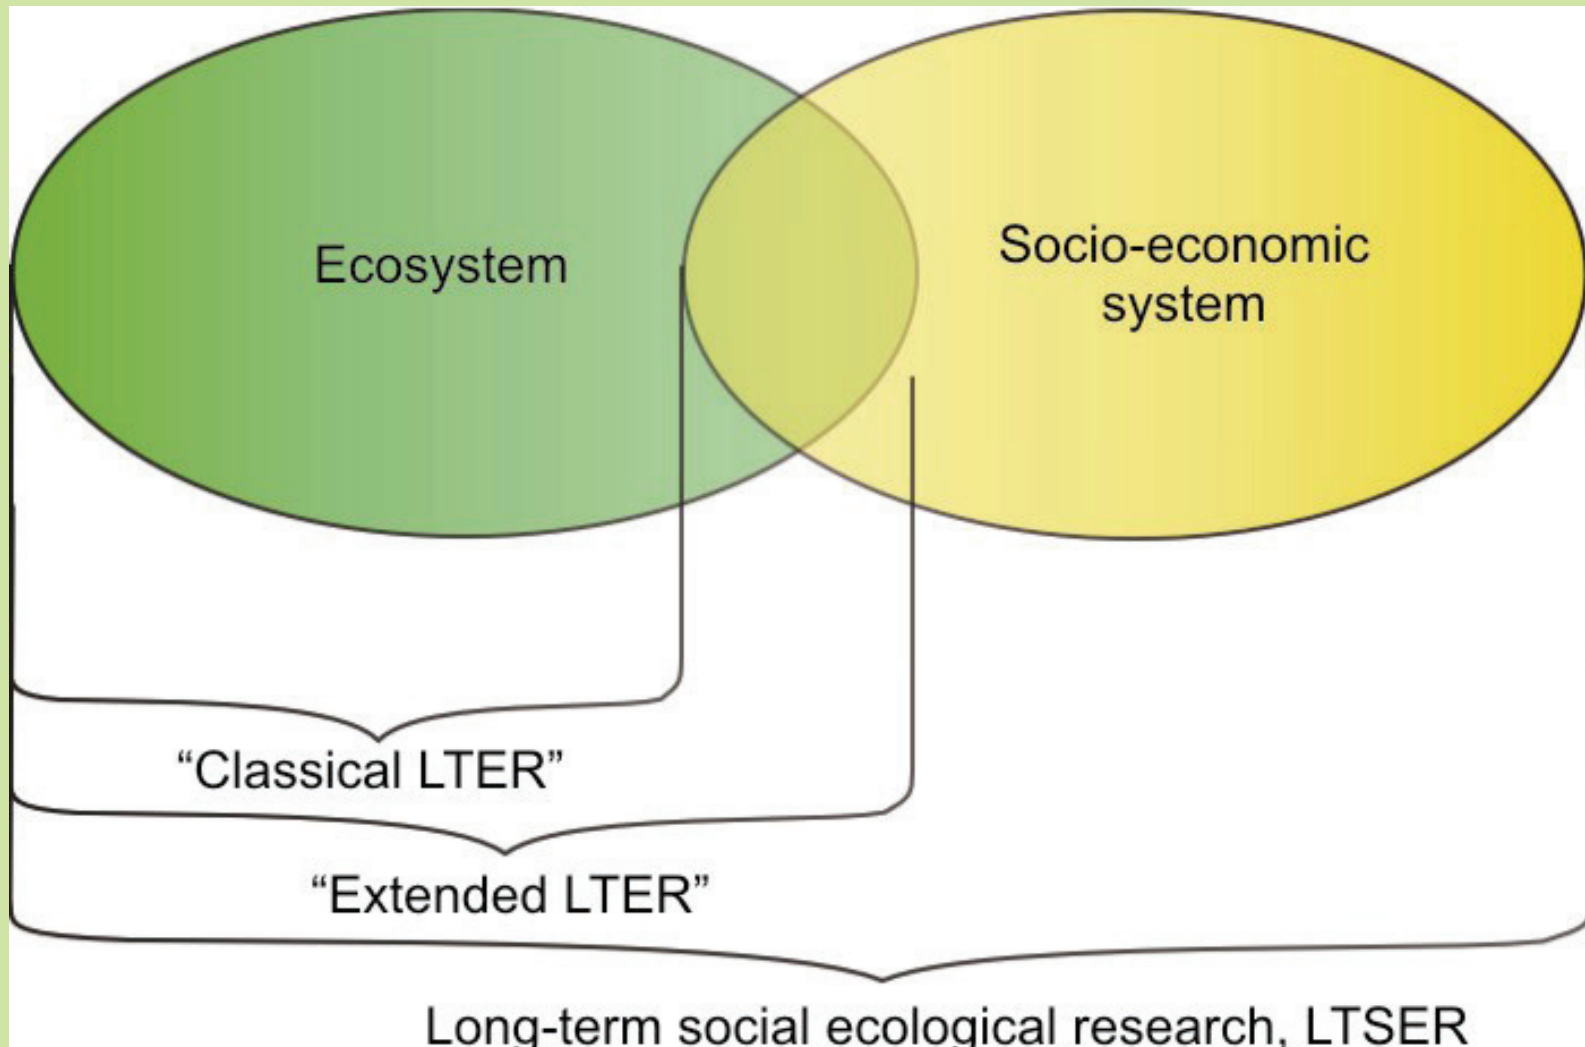 Ecosystem
Socio-economic
system
“Classical LTER”
“Extended LTER”
Long-term social ecological research, LTSER